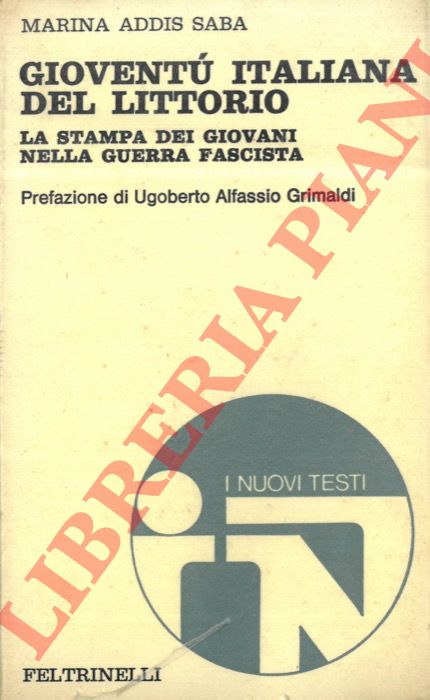 MARINA ADDIS SABA
GIOVENTÚ ITALIANA
DEL LITTORIO
LA STAMPA DEI GIOVANI
NELLA GUERRA FASCISTA
Prefazione di Ugoberto Alfassio Grimaldi
LIBRERIA PIANI
I NUOVI TESTI
iN
FELTRINELLI